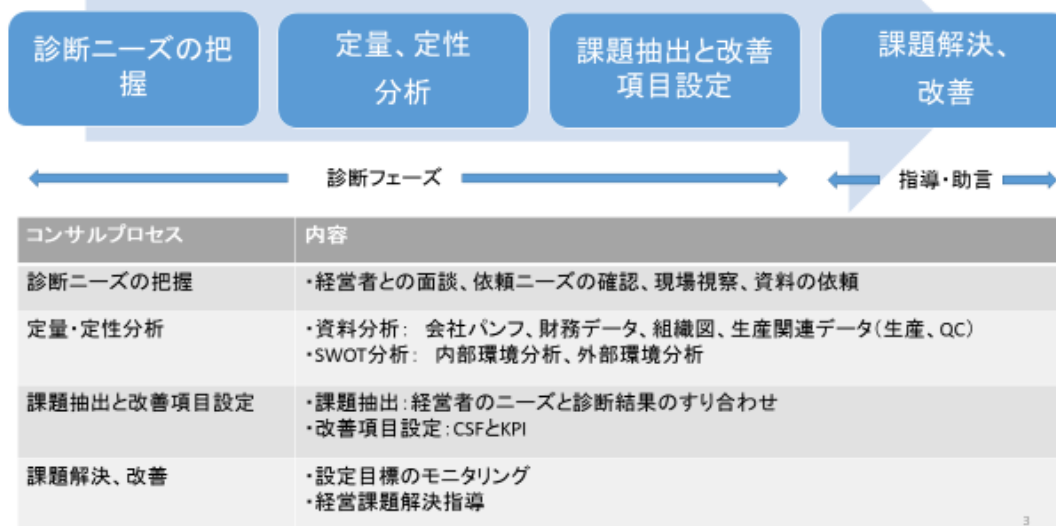 診断ニーズの把
握
定量、定性
分析
課題抽出と改善
項目設定
課題解決、
改善
診断フェーズ
指導・助言
コンサルプロセス
内容
診断ニーズの把握
・経営者との面談、依頼ニーズの確認、現場視察、資料の依頼
定量・定性分析
・資料分析： 会社パンフ、財務データ、組織図、生産関連データ（生産、QC）
・SWOT分析： 内部環境分析、外部環境分析
課題抽出と改善項目設定
・課題抽出：経営者のニーズと診断結果のすり合わせ
・改善項目設定：CSFとKPI
課題解決、改善
・設定目標のモニタリング
・経営課題解決指導
3